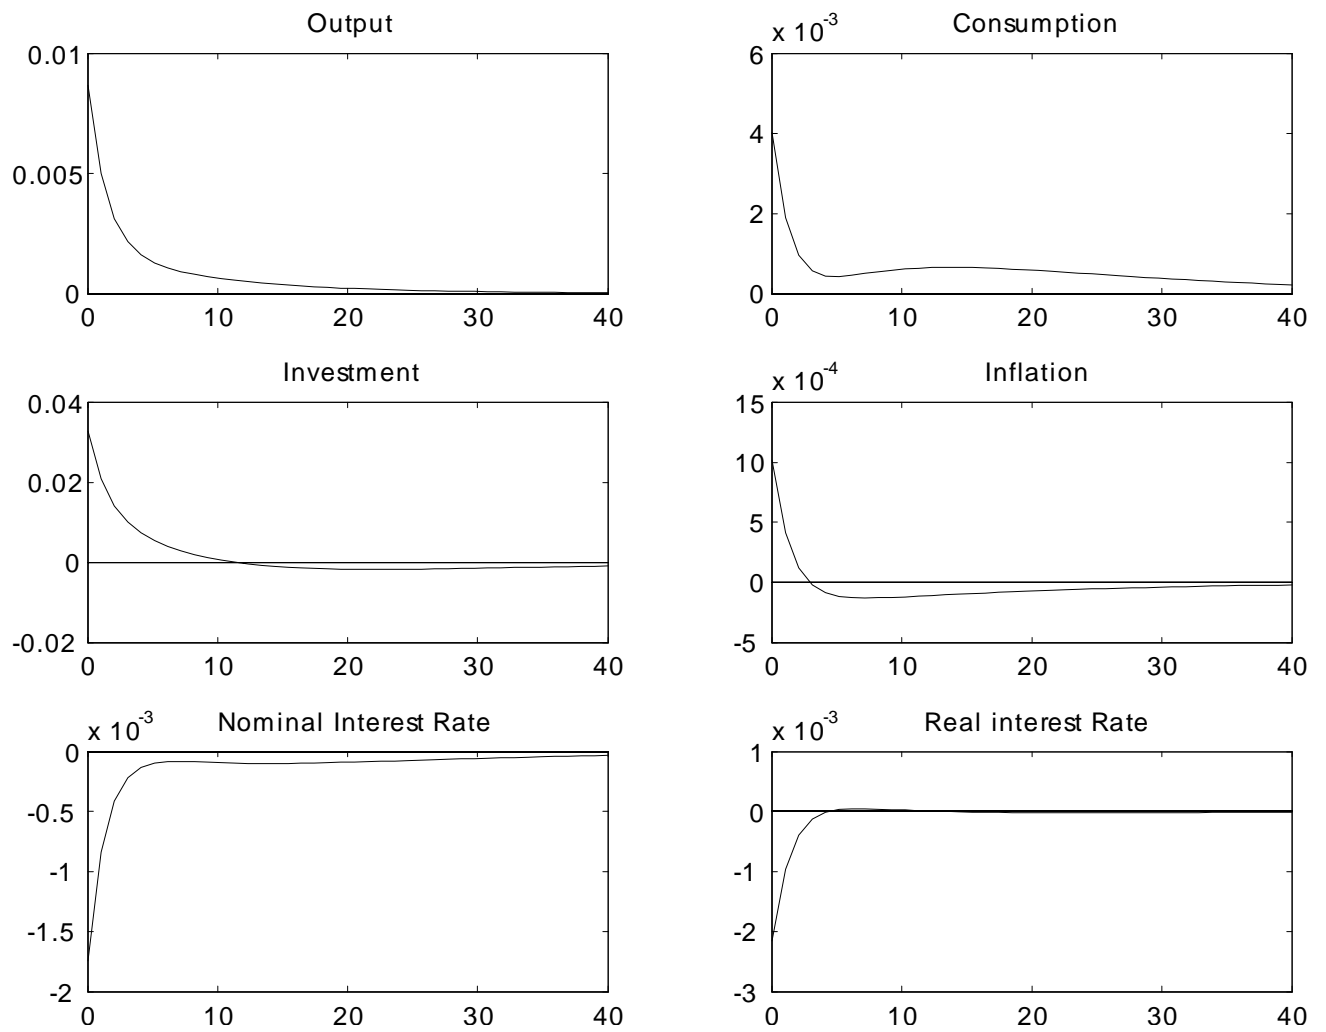 Output
0.01
0.005
0
0 10 20 30 40
x 10-3
Consumption
6
4
2
0
0 10 20 30 40
Investment
0.04
0.02
0
-0.02
0 10 20 30 40
x 10-4
Inflation
15
10
5
0
-5
0 10 20 30 40
x 10-3
Nominal Interest Rate
0
-0.5
-1
-1.5
-2
0 10 20 30 40
x 10-3
Real interest Rate
1
0
-1
-2
-3
0 10 20 30 40